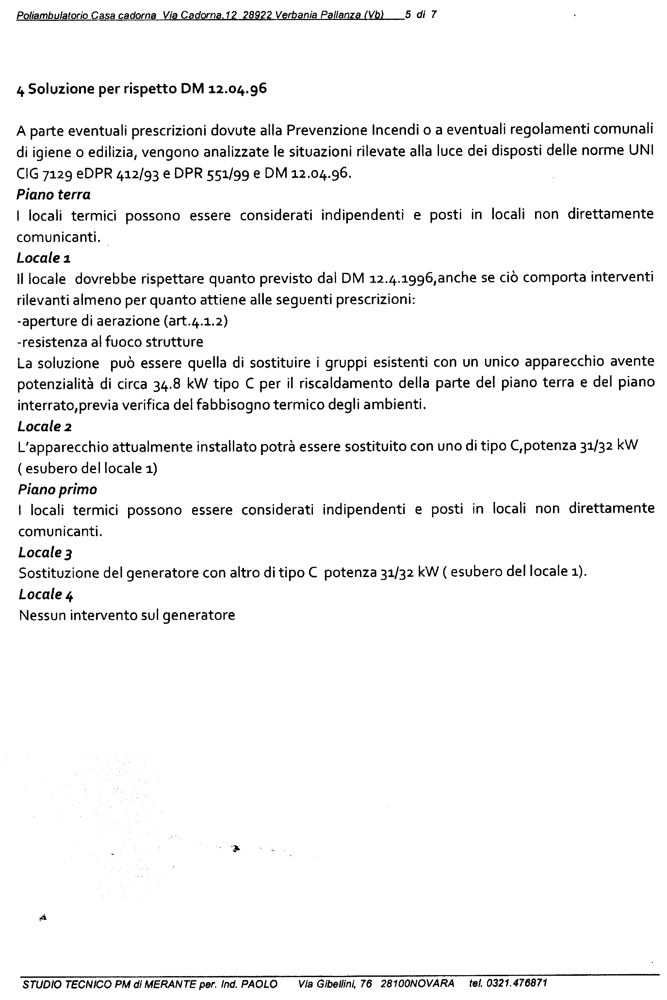 Poliambulatorio Casa cadorna Via Cadorna,12 28922 Verbania Pallanza (Vb) 5 di 7
4 Soluzione per rispetto DM 12.04.96
A parte eventuali prescrizioni dovute alla Prevenzione Incendi o a eventuali regolamenti comunali
di igiene o edilizia, vengono analizzate le situazioni rilevate alla luce dei disposti delle norme UNI
CIG 7129 eDPR 412/93 e DPR 551/99 e DM 12.04.96.
Piano terra
I locali termici possono essere considerati indipendenti e posti in locali non direttamente
comunicanti.
Locale 1
Il locale dovrebbe rispettare quanto previsto dal DM 12.4.1996,anche se ciò comporta interventi
rilevanti almeno per quanto attiene alle seguenti prescrizioni:
-aperture di aerazione (art.4.1.2)
-resistenza al fuoco strutture
La soluzione può essere quella di sostituire i gruppi esistenti con un unico apparecchio avente
potenzialità di circa 34.8 kW tipo C per il riscaldamento della parte del piano terra e del piano
interrato,previa verifica del fabbisogno termico degli ambienti.
Locale 2
L'apparecchio attualmente installato potrà essere sostituito con uno di tipo C,potenza 31/32 kW
( esubero del locale 1)
Piano primo
I locali termici possono essere considerati indipendenti e posti in locali non direttamente
comunicanti.
Locale 3
Sostituzione del generatore con altro di tipo C potenza 31/32 kW ( esubero del locale 1).
Locale 4
Nessun intervento sul generatore
STUDIO TECNICO PM di MERANTE per. Ind. PAOLO Via Gibellini, 76 28100NOVARA tel. 0321.476871